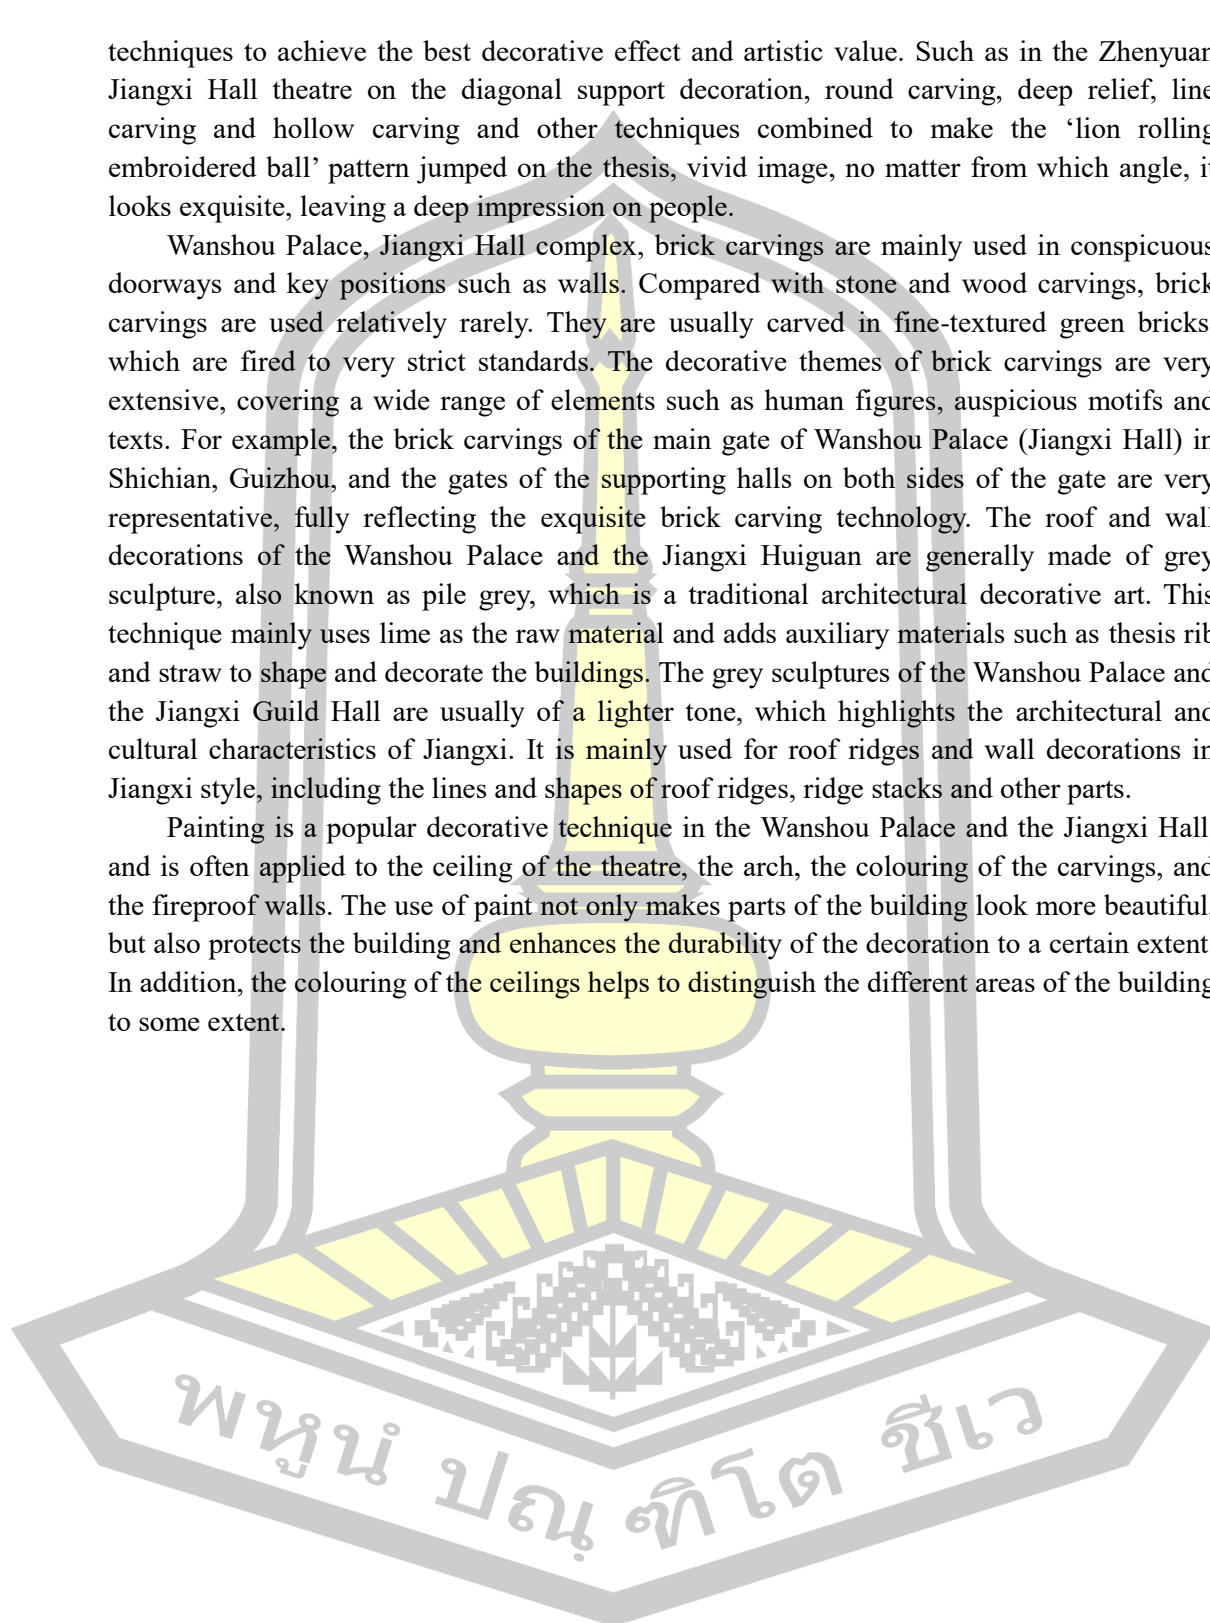 techniques to achieve the best decorative effect and artistic value. Such as in the Zhenyuan
Jiangxi Hall theatre on the diagonal support decoration, round carving, deep relief, line
carving and hollow carving and other techniques combined to make the ‘lion rolling
embroidered ball’ pattern jumped on the thesis, vivid image, no matter from which angle, it
looks exquisite, leaving a deep impression on people.
Wanshou Palace, Jiangxi Hall complex, brick carvings are mainly used in conspicuous
doorways and key positions such as walls. Compared with stone and wood carvings, brick
carvings are used relatively rarely. They are usually carved in fine-textured green bricks
which are fired to very strict standards. The decorative themes of brick carvings are very
extensive, covering a wide range of elements such as human figures, auspicious motifs and
texts. For example, the brick carvings of the main gate of Wanshou Palace (Jiangxi Hall) in
Shichian, Guizhou, and the gates of the supporting halls on both sides of the gate are very
representative, fully reflecting the exquisite brick carving technology. The roof and wall
decorations of the Wanshou Palace and the Jiangxi Huiguan are generally made of grey
sculpture, also known as pile grey, which is a traditional architectural decorative art. This
technique mainly uses lime as the raw material and adds auxiliary materials such as thesis rib
and straw to shape and decorate the buildings. The grey sculptures of the Wanshou Palace and
the Jiangxi Guild Hall are usually of a lighter tone, which highlights the architectural and
cultural characteristics of Jiangxi. It is mainly used for roof ridges and wall decorations in
Jiangxi style, including the lines and shapes of roof ridges, ridge stacks and other parts.
Painting is a popular decorative technique in the Wanshou Palace and the Jiangxi Hall
and is often applied to the ceiling of the theatre, the arch, the colouring of the carvings, and
the fireproof walls. The use of paint not only makes parts of the building look more beautiful,
but also protects the building and enhances the durability of the decoration to a certain extent
In addition, the colouring of the ceilings helps to distinguish the different areas of the building
to some extent.
พหูนํ ปณฺฑิโต ชีเว